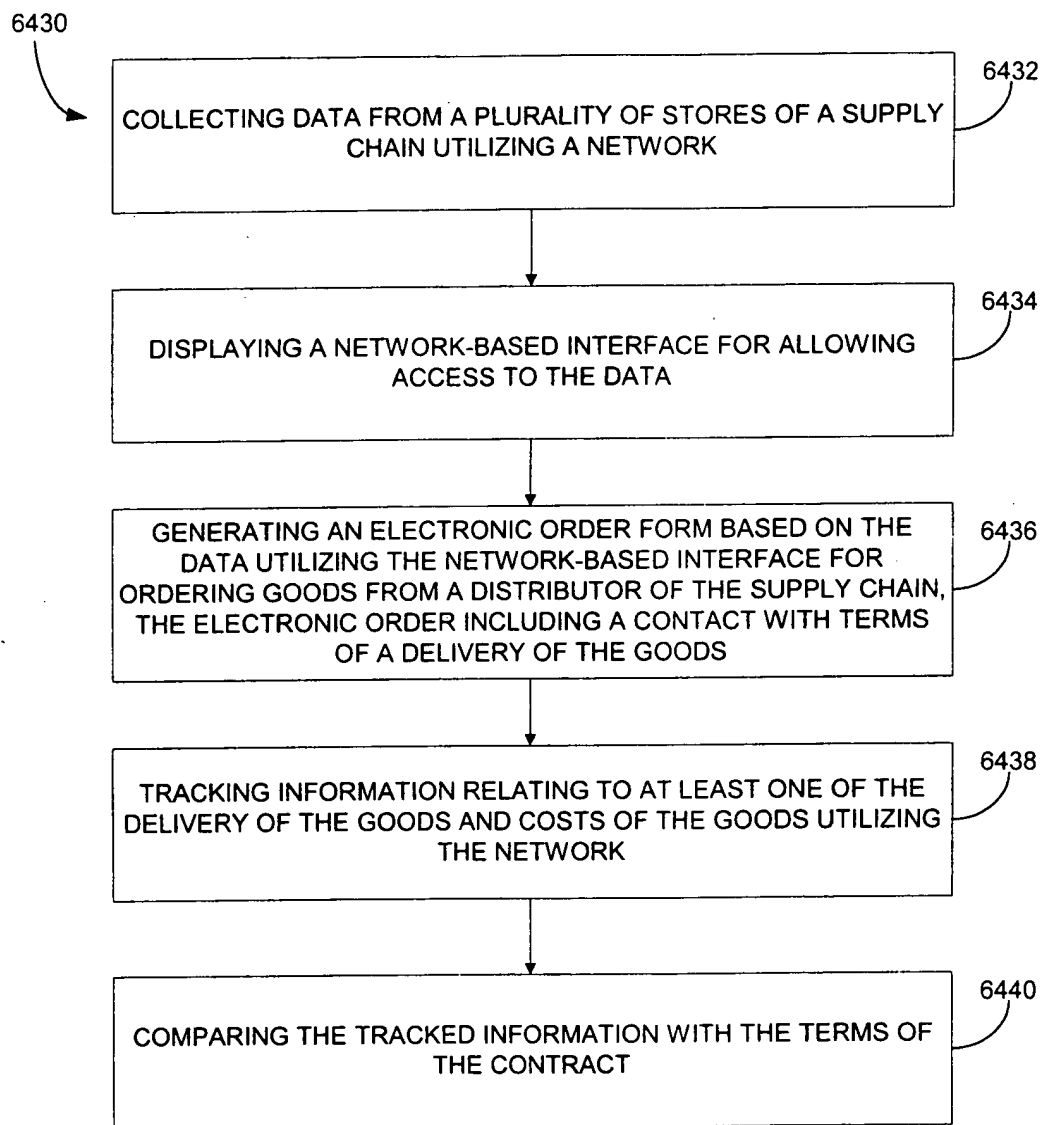 6430
6432
COLLECTING DATA FROM A PLURALITY OF STORES OF A SUPPLY
CHAIN UTILIZING A NETWORK
6434
DISPLAYING A NETWORK-BASED INTERFACE FOR ALLOWING
ACCESS TO THE DATA
6436
GENERATING AN ELECTRONIC ORDER FORM BASED ON THE
DATA UTILIZING THE NETWORK-BASED INTERFACE FOR
ORDERING GOODS FROM A DISTRIBUTOR OF THE SUPPLY CHAIN,
THE ELECTRONIC ORDER INCLUDING A CONTACT WITH TERMS
OF A DELIVERY OF THE GOODS
6438
TRACKING INFORMATION RELATING TO AT LEAST ONE OF THE
DELIVERY OF THE GOODS AND COSTS OF THE GOODS UTILIZING
THE NETWORK
6440
COMPARING THE TRACKED INFORMATION WITH THE TERMS OF
THE CONTRACT